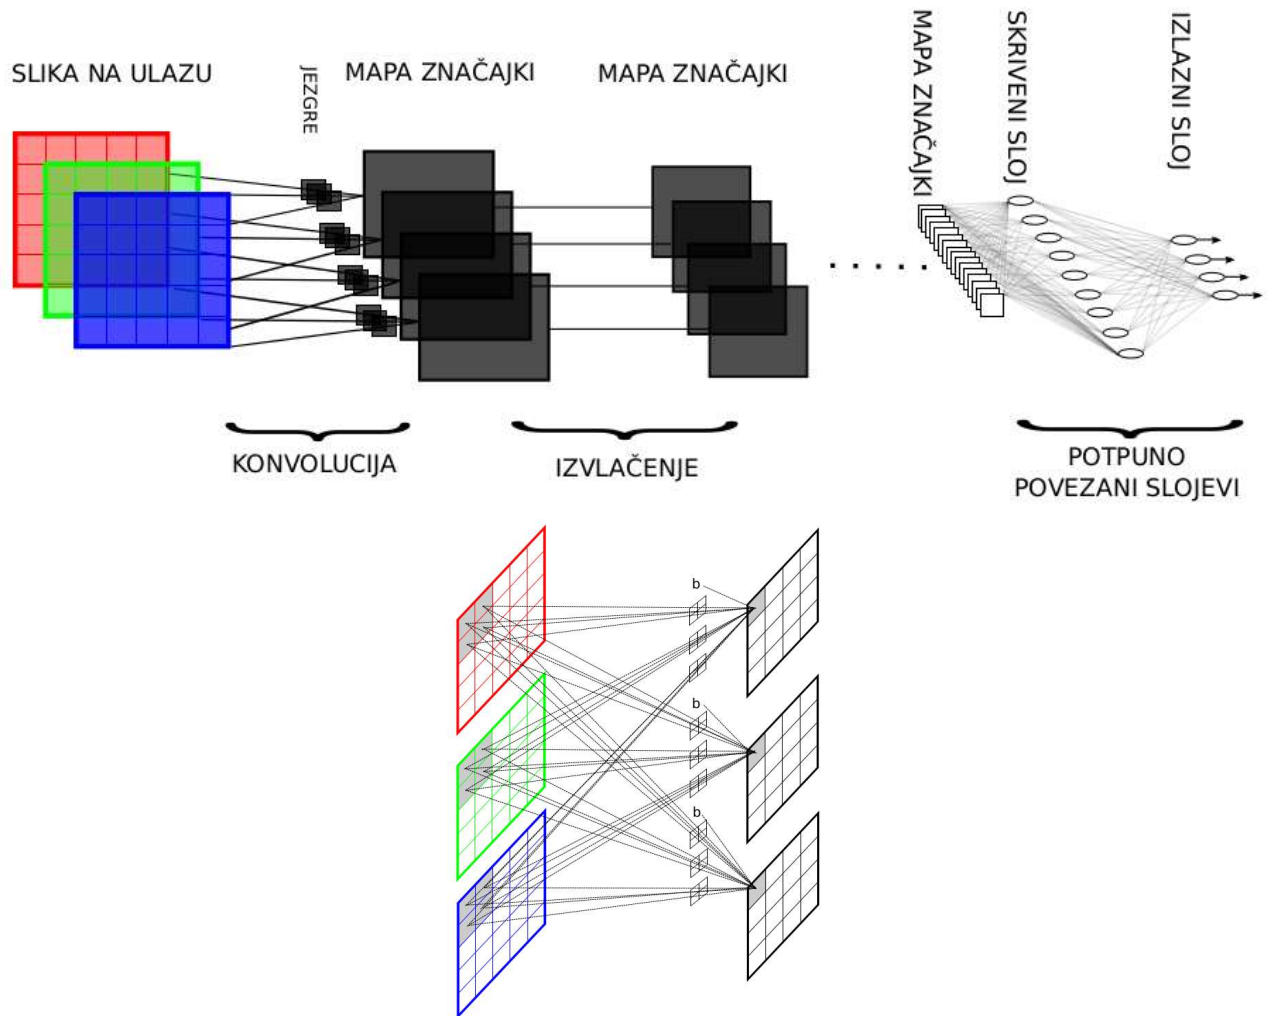 SLIKA NA ULAZU
JEZGRE
MAPA ZNAČAJKI
MAPA ZNAČAJKI
MAPA ZNAČAJKI
SKRIVENI SLOJ
IZLAZNI SLOJ
KONVOLUCIJA
IZVLAČENJE
POTPUNO
POVEZANI SLOJEVI
b
b
b